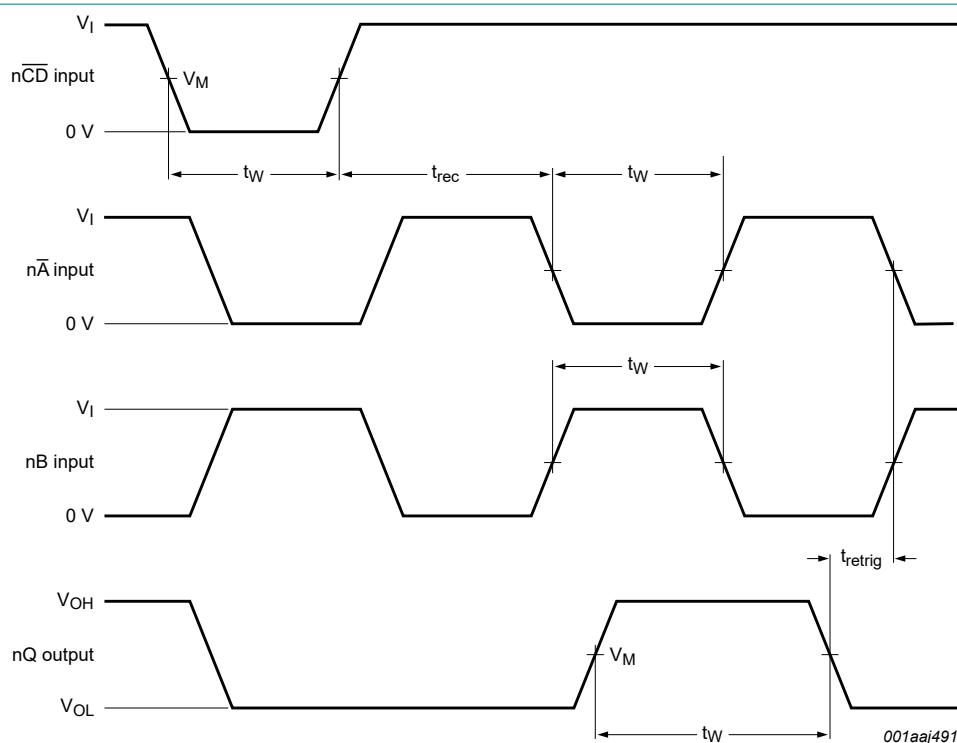 V_I
nC̅D̅ input
V_M
0 V
t_W
t_rec
t_W
V_I
nA̅ input
0 V
t_W
V_I
nB input
0 V
t_retrig
V_OH
nQ output
V_M
V_OL
t_W
001aaj491